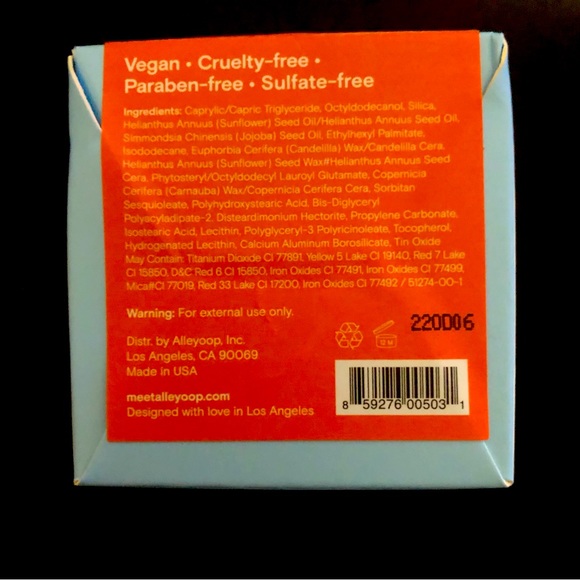 Vegan • Cruelty-free •
Paraben-free • Sulfate-free
Ingredients: Caprylic/Capric Triglyceride, Octyldodecanol, Silica,
Helianthus Annuus (Sunflower) Seed Oil/Helianthus Annuus Seed Oil,
Simmondsia Chinensis (Jojoba) Seed Oil, Ethylhexyl Palmitate,
Isododecane, Euphorbia Cerifera (Candelilla) Wax/Candelilla Cera,
Helianthus Annuus (Sunflower) Seed Wax#Helianthus Annuus Seed
Cera, Phytosteryl/Octyldodecyl Lauroyl Glutamate, Copernicia
Cerifera (Carnauba) Wax/Copernicia Cerifera Cera, Sorbitan
Sesquioleate, Polyhydroxystearic Acid, Bis-Diglyceryl
Polyacyladipate-2, Disteardimonium Hectorite, Propylene Carbonate,
Isostearic Acid, Lecithin, Polyglyceryl-3 Polyricinoleate, Tocopherol,
Hydrogenated Lecithin, Calcium Aluminum Borosilicate, Tin Oxide
May Contain: Titanium Dioxide CI 77891, Yellow 5 Lake CI 19140, Red 7 Lake
CI 15850, D&C Red 6 CI 15850, Iron Oxides CI 77491, Iron Oxides CI 77499,
Mica#CI 77019, Red 33 Lake CI 17200, Iron Oxides CI 77492 / 51274-00-1
Warning: For external use only.
220D06
12 M
Distr. by Alleyoop, Inc.
Los Angeles, CA 90069
Made in USA
meetalleyoop.com
Designed with love in Los Angeles
8 59276 00503 1